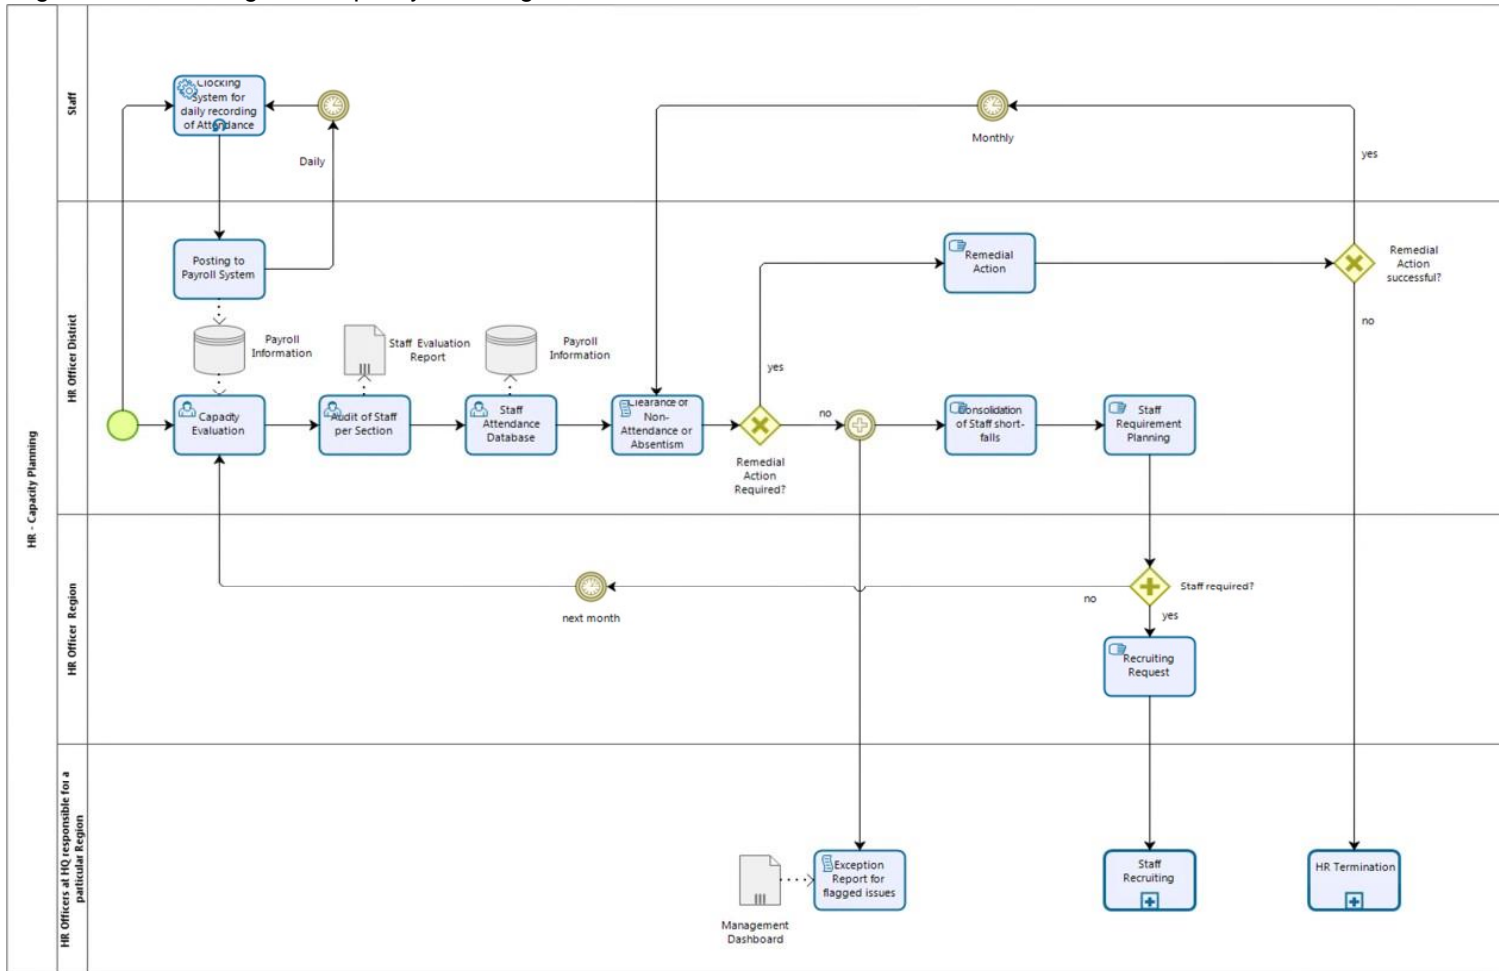 HR - Capacity Planning
Staff
Clocking
System for
daily recording
of Attendance
Daily
Monthly
yes
HR Officer District
Posting to
Payroll System
Payroll
Information
Staff Evaluation
Report
Payroll
Information
Remedial
Action
Remedial
Action
successful?
no
yes
Capacity
Evaluation
Audit of Staff
per Section
Staff
Attendance
Database
Clearance of
Non-
Attendance or
Absentism
Remedial
Action
Required?
no
Consolidation
of Staff short-
falls
Staff
Requirement
Planning
HR Officer Region
next month
no
Staff required?
yes
Recruiting
Request
HR Officers at HQ responsible for a
particular Region
Management
Dashboard
Exception
Report for
flagged issues
Staff
Recruiting
HR Termination